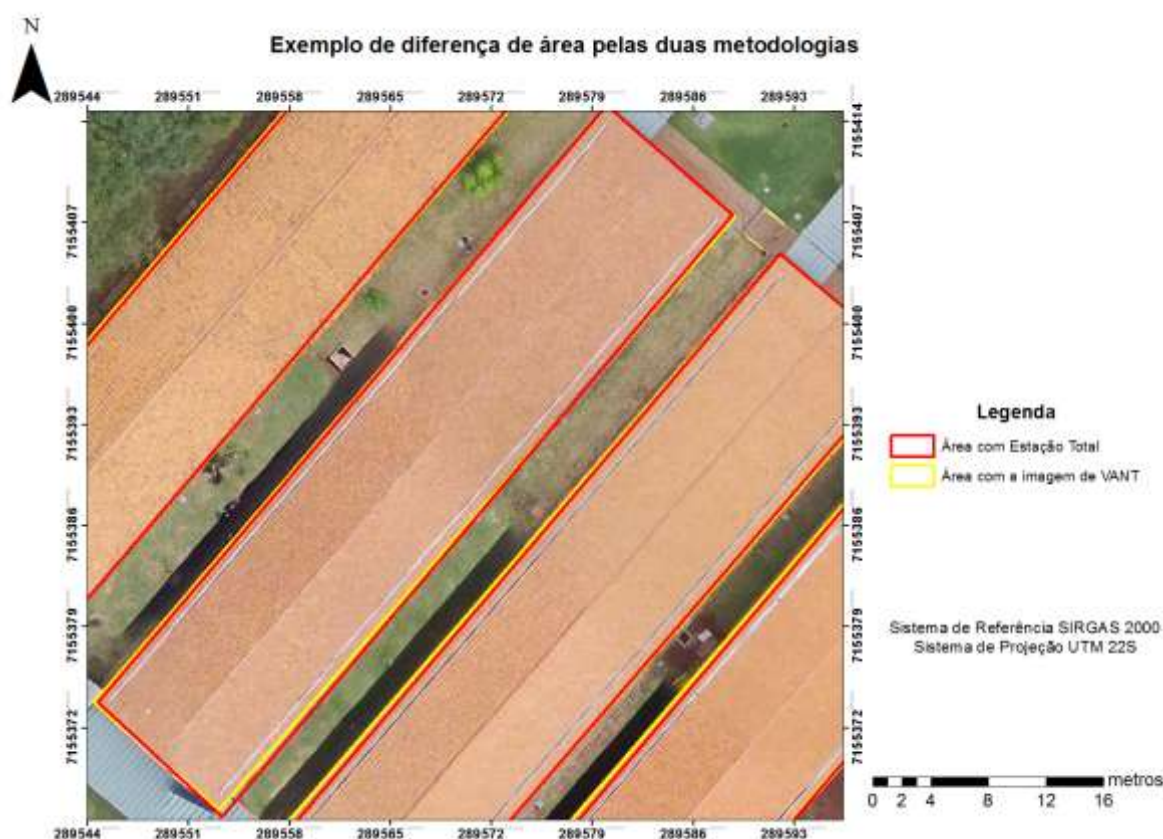 N
Exemplo de diferença de área pelas duas metodologias
289544 289551 289558 289565 289572 289579 289586 289593
7155414 7155414
7155407 7155407
7155400 7155400
7155393 7155393
7155386 7155386
7155379 7155379
7155372 7155372
289544 289551 289558 289565 289572 289579 289586 289593
Legenda
Área com Estação Total
Área com a imagem de VANT
Sistema de Referência SIRGAS 2000
Sistema de Projeção UTM 22S
metros
0 2 4 8 12 16